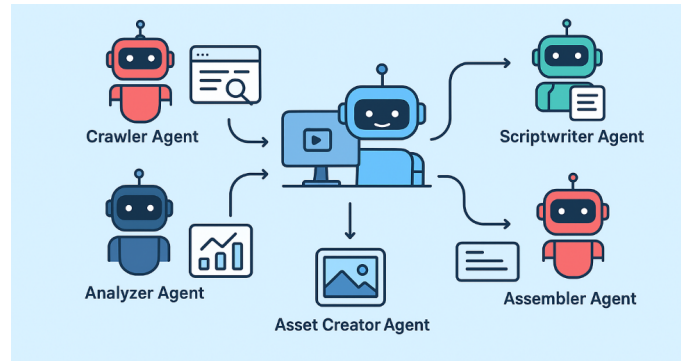 Crawler Agent
Scriptwriter Agent
Analyzer Agent
Asset Creator Agent
Assembler Agent